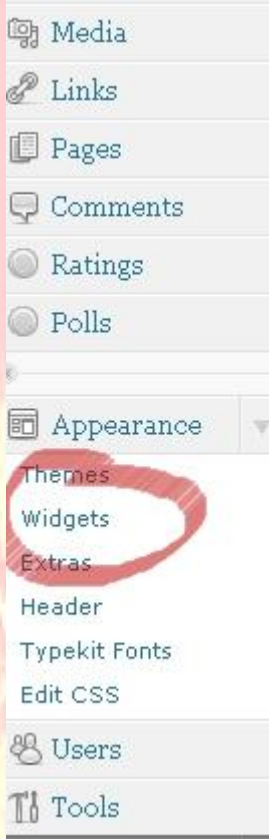 Media
Links
Pages
Comments
Ratings
Polls
Appearance
Themes
Widgets
Extras
Header
Typekit Fonts
Edit CSS
Users
Tools